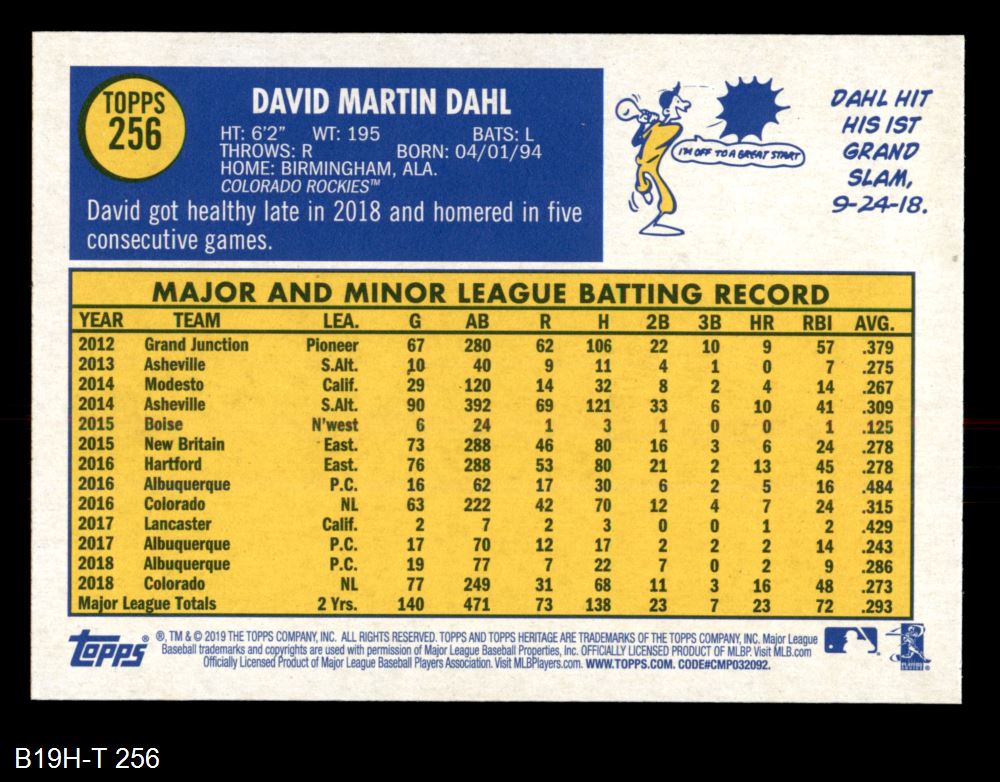 TOPPS
256
DAVID MARTIN DAHL
HT: 6'2" WT: 195 BATS: L
THROWS: R BORN: 04/01/94
HOME: BIRMINGHAM, ALA.
COLORADO ROCKIES™
David got healthy late in 2018 and homered in five
consecutive games.
I'M OFF TO A GREAT START
DAHL HIT
HIS 1ST
GRAND
SLAM,
9-24-18.
MAJOR AND MINOR LEAGUE BATTING RECORD
YEAR TEAM LEA. G AB R H 2B 3B HR RBI AVG.
2012 Grand Junction Pioneer 67 280 62 106 22 10 9 57 .379
2013 Asheville S.Alt. 10 40 9 11 4 1 0 7 .275
2014 Modesto Calif. 29 120 14 32 8 2 4 14 .267
2014 Asheville S.Alt. 90 392 69 121 33 6 10 41 .309
2015 Boise N'west 6 24 1 3 1 0 0 1 .125
2015 New Britain East. 73 288 46 80 16 3 6 24 .278
2016 Hartford East. 76 288 53 80 21 2 13 45 .278
2016 Albuquerque P.C. 16 62 17 30 6 2 5 16 .484
2016 Colorado NL 63 222 42 70 12 4 7 24 .315
2017 Lancaster Calif. 2 7 2 3 0 0 1 2 .429
2017 Albuquerque P.C. 17 70 12 17 2 2 2 14 .243
2018 Albuquerque P.C. 19 77 7 22 7 0 2 9 .286
2018 Colorado NL 77 249 31 68 11 3 16 48 .273
Major League Totals 2 Yrs. 140 471 73 138 23 7 23 72 .293
Topps ®
®, TM & © 2019 THE TOPPS COMPANY, INC. ALL RIGHTS RESERVED. TOPPS AND TOPPS HERITAGE ARE TRADEMARKS OF THE TOPPS COMPANY, INC. Major League
Baseball trademarks and copyrights are used with permission of Major League Baseball Properties, Inc. OFFICIALLY LICENSED PRODUCT OF MLBP. Visit MLB.com
Officially Licensed Product of Major League Baseball Players Association. Visit MLBPlayers.com. WWW.TOPPS.COM. CODE#CMP032092.
B19H-T 256